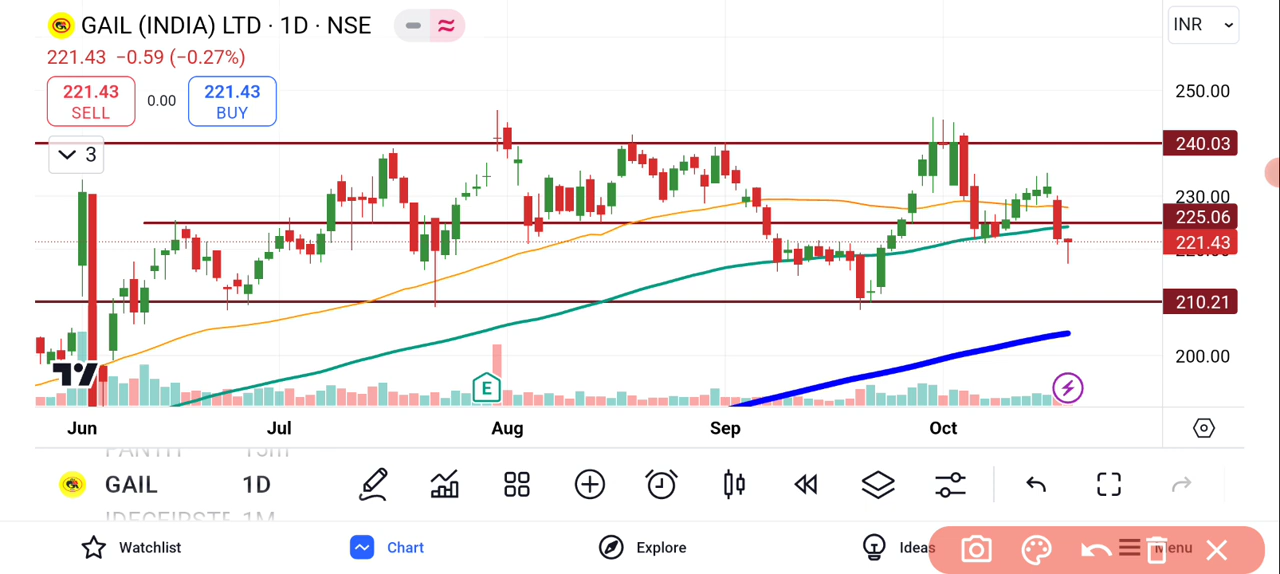 GAIL (INDIA) LTD · 1D · NSE
INR
221.43 −0.59 (−0.27%)
221.43
SELL
0.00
221.43
BUY
3
250.00
240.03
230.00
225.06
221.43
210.21
200.00
E
Jun Jul Aug Sep Oct
GAIL 1D
1M
Watchlist
Chart
Explore
Ideas
Menu